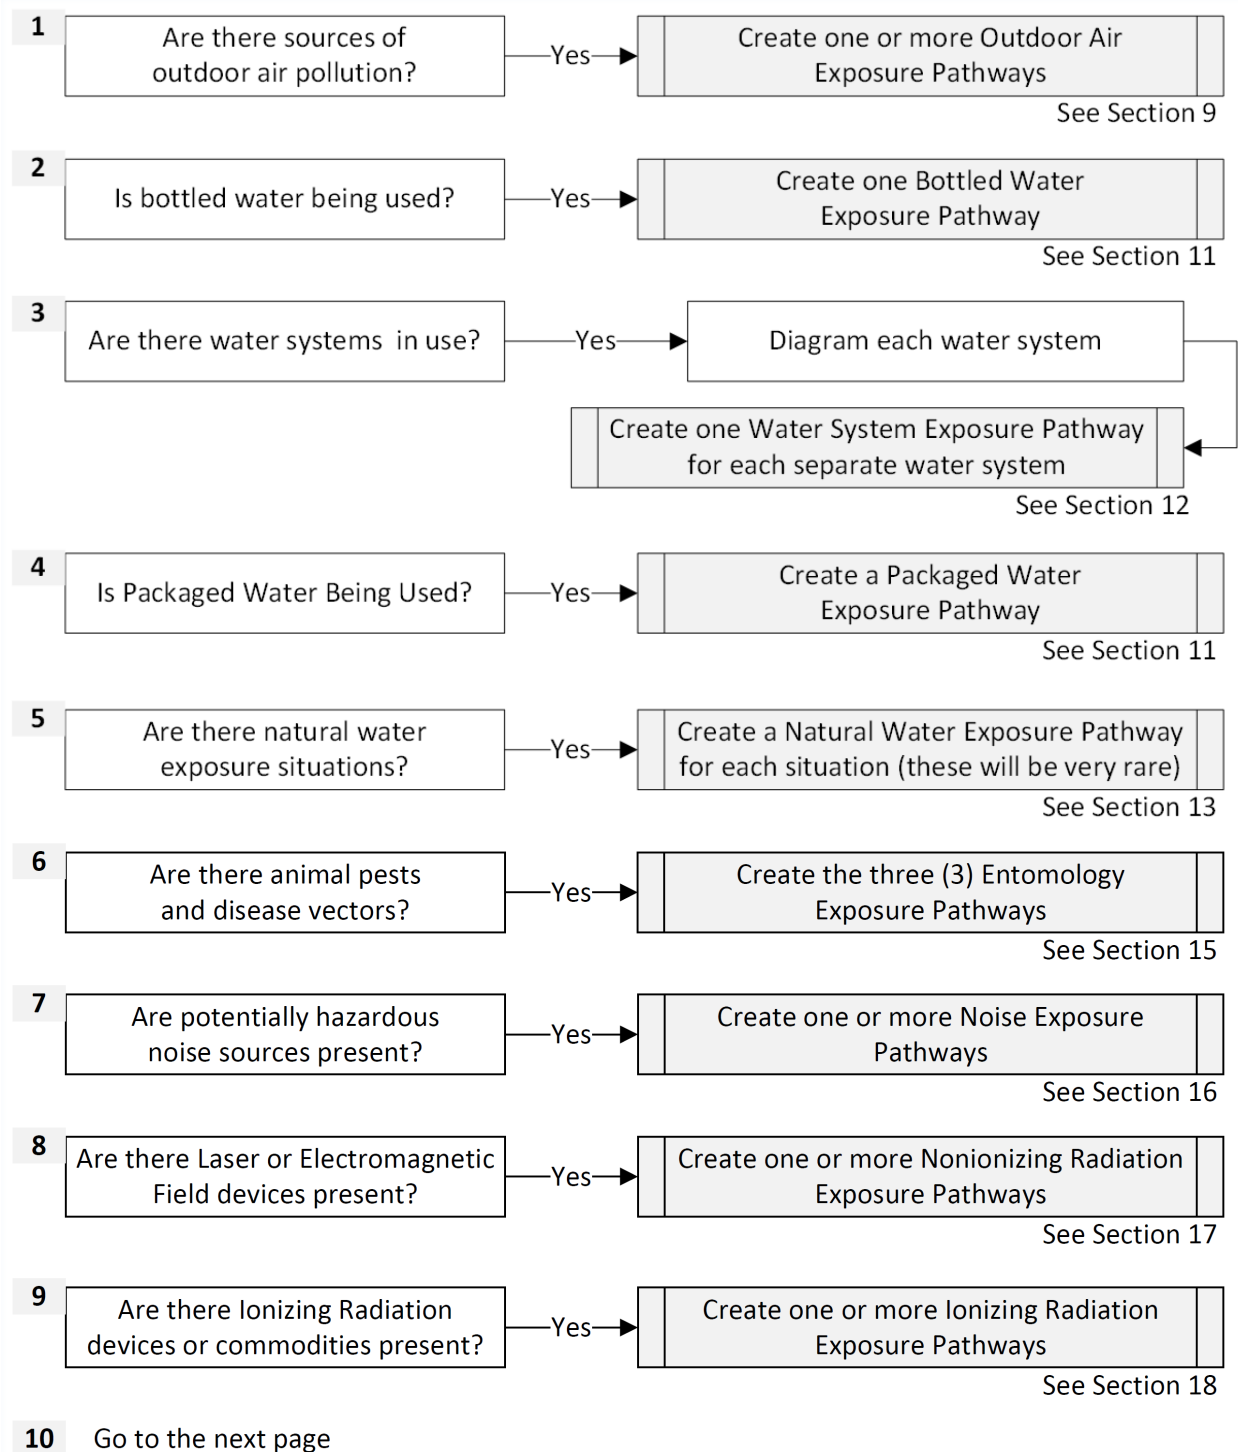 1
Are there sources of
outdoor air pollution?
Yes
Create one or more Outdoor Air
Exposure Pathways
See Section 9
2
Is bottled water being used?
Yes
Create one Bottled Water
Exposure Pathway
See Section 11
3
Are there water systems in use?
Yes
Diagram each water system
Create one Water System Exposure Pathway
for each separate water system
See Section 12
4
Is Packaged Water Being Used?
Yes
Create a Packaged Water
Exposure Pathway
See Section 11
5
Are there natural water
exposure situations?
Yes
Create a Natural Water Exposure Pathway
for each situation (these will be very rare)
See Section 13
6
Are there animal pests
and disease vectors?
Yes
Create the three (3) Entomology
Exposure Pathways
See Section 15
7
Are potentially hazardous
noise sources present?
Yes
Create one or more Noise Exposure
Pathways
See Section 16
8
Are there Laser or Electromagnetic
Field devices present?
Yes
Create one or more Nonionizing Radiation
Exposure Pathways
See Section 17
9
Are there Ionizing Radiation
devices or commodities present?
Yes
Create one or more Ionizing Radiation
Exposure Pathways
See Section 18
10 Go to the next page